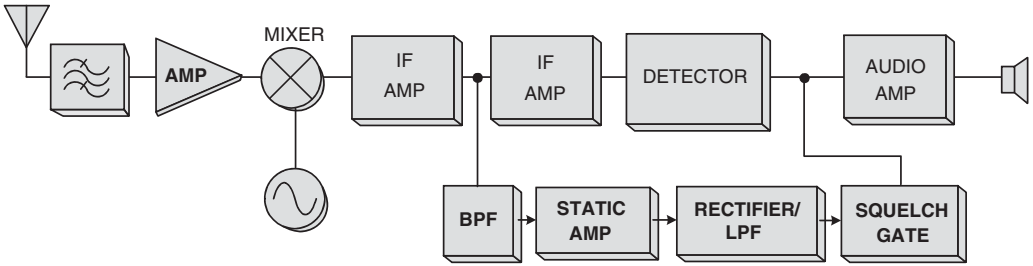 MIXER
AMP
IF
AMP
IF
AMP
DETECTOR
AUDIO
AMP
BPF
STATIC
AMP
RECTIFIER/
LPF
SQUELCH
GATE